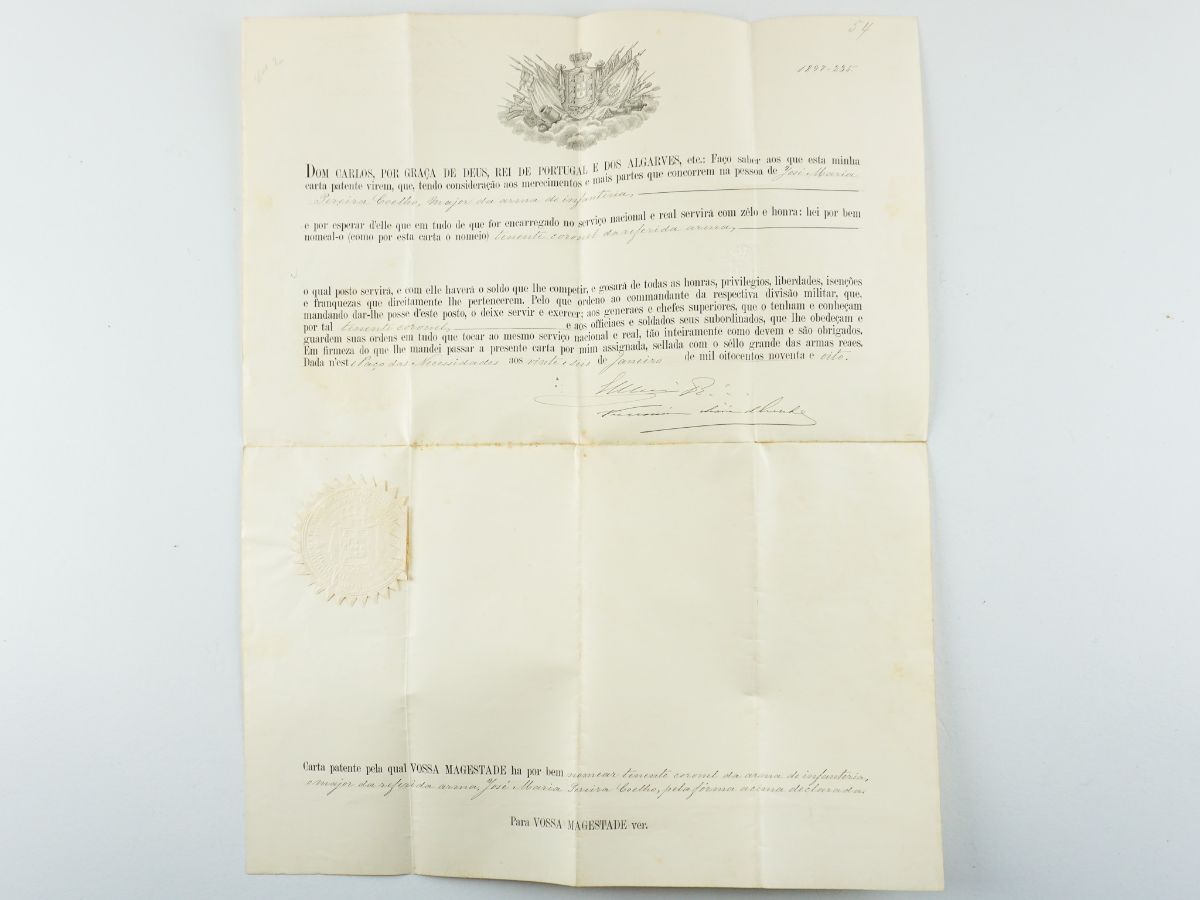 54
DOM CARLOS, POR GRAÇA DE DEUS, REI DE PORTUGAL E DOS ALGARVES, etc.: Faço saber aos que esta minha
carta patente virem, que, tendo consideração aos merecimentos e mais partes que concorrem na pessoa de José Maria
Pereira Coelho, major da arma de infanteria,
e por esperar d'elle que em tudo de que for encarregado no serviço nacional e real servirá com zêlo e honra: hei por bem
nomeal-o (como por esta carta o nomeio) tenente coronel da referida arma,
o qual posto servirá, e com elle haverá o soldo que lhe competir, e gosará de todas as honras, privilegios, liberdades, isenções
e franquezas que direitamente lhe pertencerem. Pelo que ordeno ao commandante da respectiva divisão militar, que,
mandando dar-lhe posse d'este posto, o deixe servir e exercer; aos generaes e chefes superiores, que o tenham e conheçam
por tal tenente coronel, e aos officiaes e soldados seus subordinados, que lhe obedeçam e
guardem suas ordens em tudo que tocar ao mesmo serviço nacional e real, tão inteiramente como devem e são obrigados.
Em firmeza do que lhe mandei passar a presente carta por mim assignada, sellada com o sêllo grande das armas reaes.
Dada n'este Paço das Necessidades aos vinte e seis de Janeiro de mil oitocentos noventa e oito.
Carta patente pela qual VOSSA MAGESTADE ha por bem nomear tenente coronel da arma de infanteria,
o major da referida arma, José Maria Pereira Coelho, pela fórma acima declarada.
Para VOSSA MAGESTADE ver.